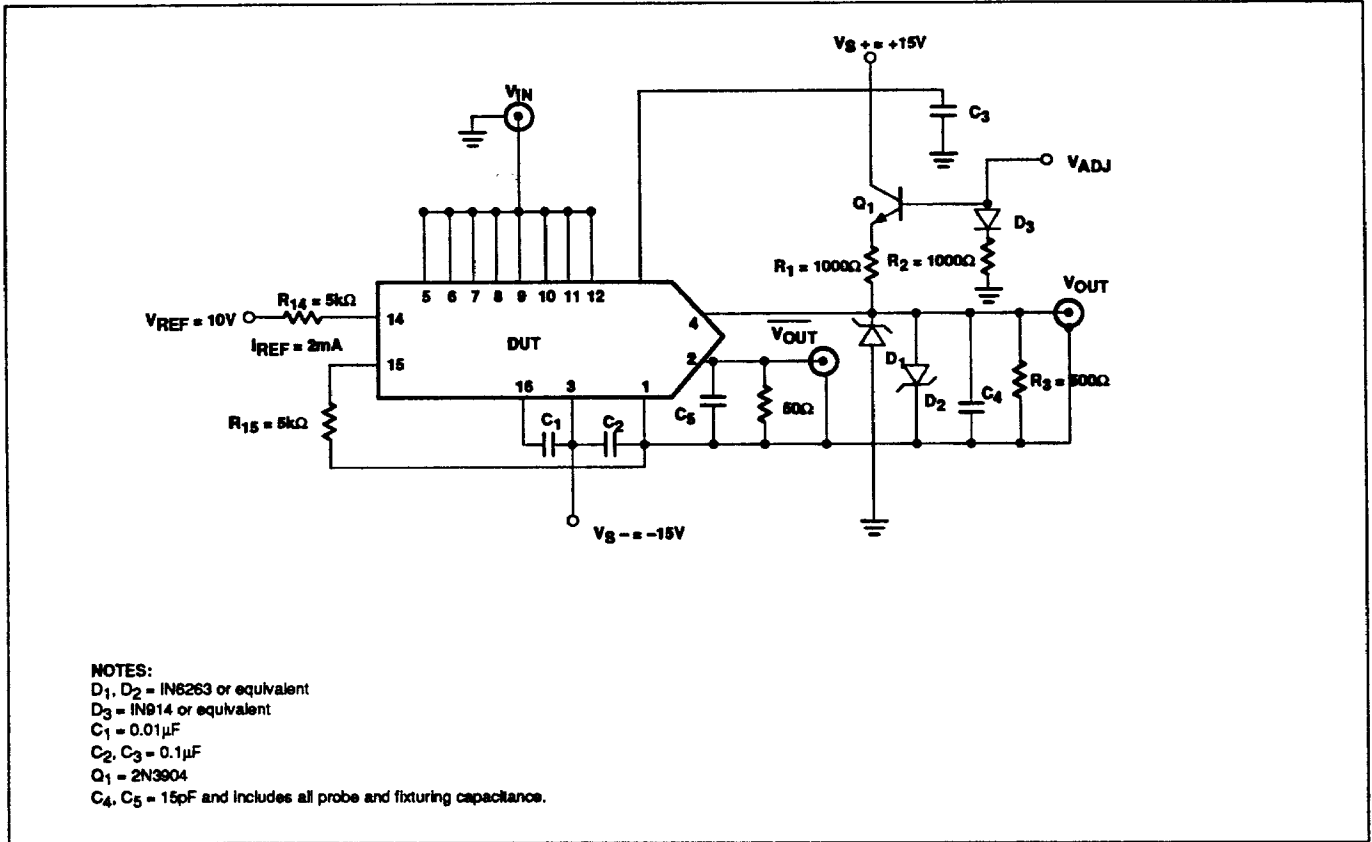 VS + = +15V
VIN
C3
VADJ
Q1
D3
R1 = 1000Ω
R2 = 1000Ω
VOUT
5 6 7 8 9 10 11 12
R14 = 5kΩ
VREF = 10V
14
4
VOUT
IREF = 2mA
DUT
2
D1
15
R3 = 500Ω
16 3 1
C5
50Ω
D2
C4
R15 = 5kΩ
C1
C2
VS – = –15V
NOTES:
D1, D2 = IN6263 or equivalent
D3 = IN914 or equivalent
C1 = 0.01µF
C2, C3 = 0.1µF
Q1 = 2N3904
C4, C5 = 15pF and includes all probe and fixturing capacitance.